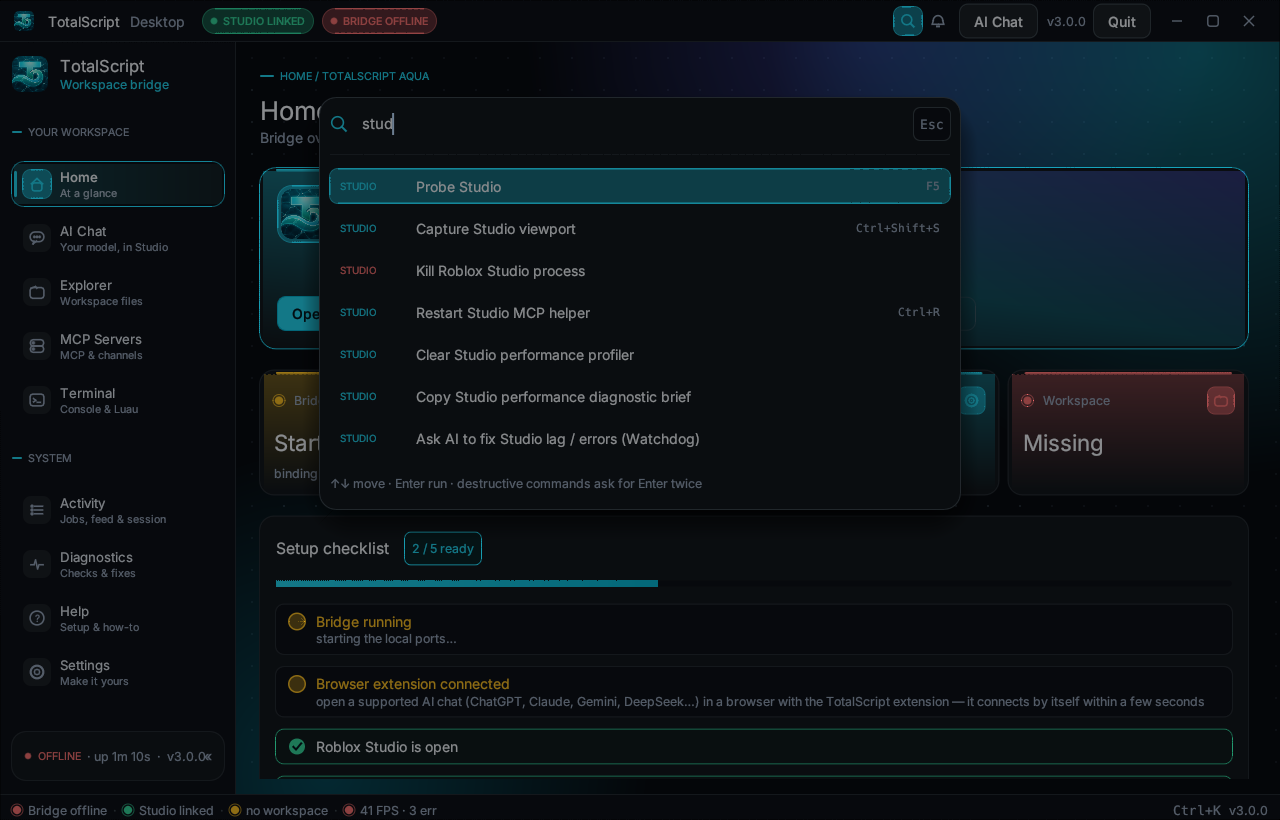 TotalScript Desktop STUDIO LINKED BRIDGE OFFLINE AI Chat v3.0.0 Quit
TotalScript
Workspace bridge
YOUR WORKSPACE
Home
At a glance
AI Chat
Your model, in Studio
Explorer
Workspace files
MCP Servers
MCP & channels
Terminal
Console & Luau
SYSTEM
Activity
Jobs, feed & session
Diagnostics
Checks & fixes
Help
Setup & how-to
Settings
Make it yours
OFFLINE · up 1m 10s · v3.0.0«
HOME / TOTALSCRIPT AQUA
stud Esc
STUDIO Probe Studio F5
STUDIO Capture Studio viewport Ctrl+Shift+S
STUDIO Kill Roblox Studio process
STUDIO Restart Studio MCP helper Ctrl+R
STUDIO Clear Studio performance profiler
STUDIO Copy Studio performance diagnostic brief
STUDIO Ask AI to fix Studio lag / errors (Watchdog)
↑↓ move · Enter run · destructive commands ask for Enter twice
Home
Bridge
Workspace
Missing
binding
Setup checklist 2 / 5 ready
Bridge running
starting the local ports...
Browser extension connected
open a supported AI chat (ChatGPT, Claude, Gemini, DeepSeek...) in a browser with the TotalScript extension — it connects by itself within a few seconds
Roblox Studio is open
Bridge offline · Studio linked · no workspace · 41 FPS · 3 err Ctrl+K v3.0.0